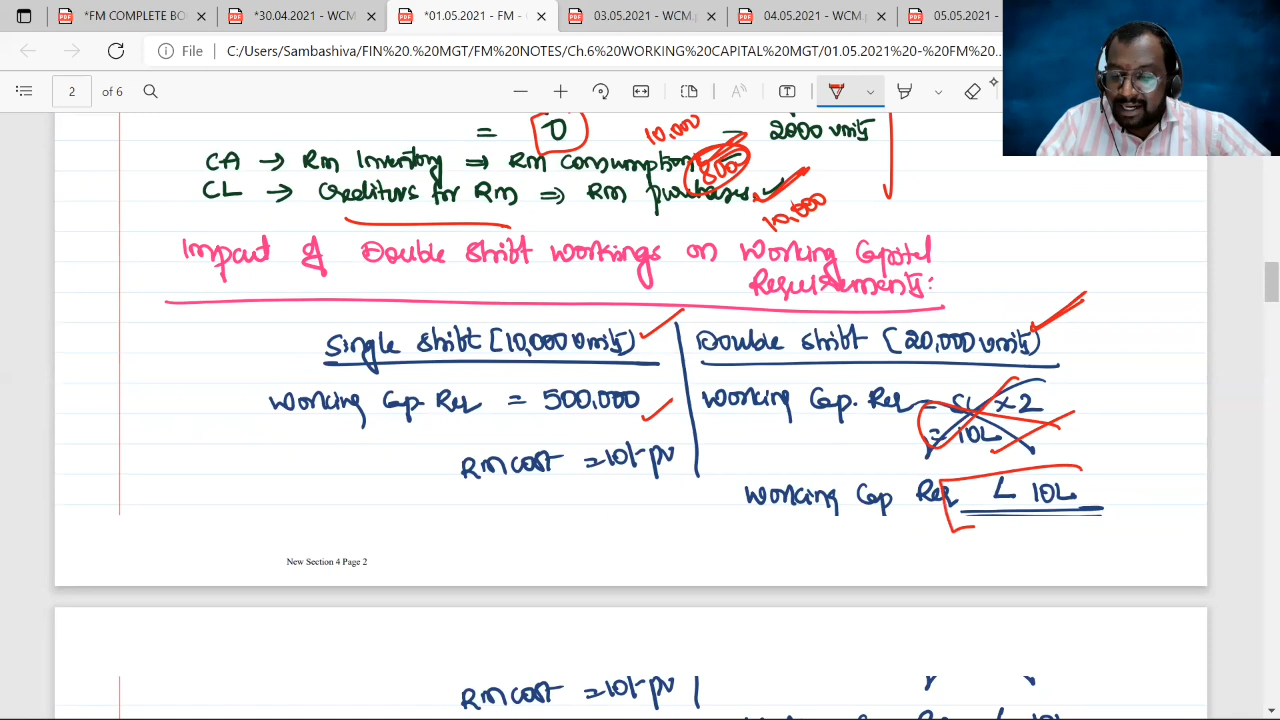 *FM COMPLETE BO
*30.04.2021 - WCM
*01.05.2021 - FM -
03.05.2021 - WCM
04.05.2021 - WCM
05.05.2021 -
File C:/Users/Sambashiva/FIN%20.%20MGT/FM%20NOTES/Ch.6%20WORKING%20CAPITAL%20MGT/01.05.2021%20-%20FM%20...
2 of 6
= 0 10,000 - 2000 units
CA → Rm Inventory ⇒ Rm Consumption 800
CL → Creditors for Rm ⇒ Rm purchases
10,000
Impact of Double Shift Workings on Working Capital
Requirements:
Single Shift [10,000 units)
Double Shift [20,000 units)
Working Cap. Req = 500,000
Working Cap. Req = 5L × 2
= 10L
RM cost = 10/- pu
Working Cap Req < 10L
New Section 4 Page 2
RM cost = 10/- pu